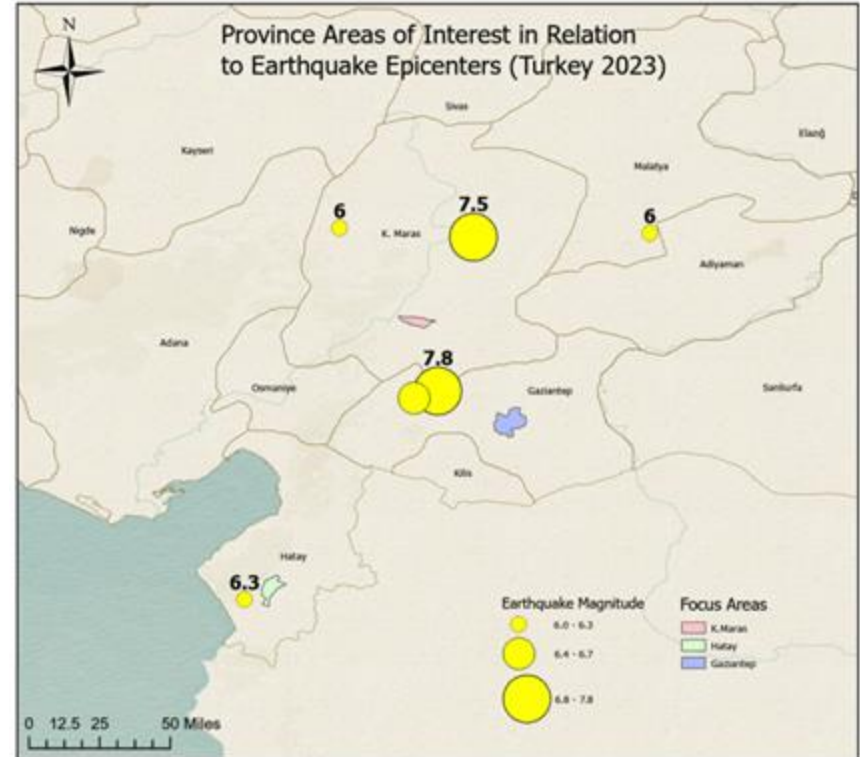 Province Areas of Interest in Relation
to Earthquake Epicenters (Turkey 2023)
N
Sivas
Elazığ
Kayseri
Malatya
6
7.5
6
Nigde
K. Maras
Adiyaman
Adana
7.8
Osmaniye
Gaziantep
Sanliurfa
Kilis
Hatay
6.3
Earthquake Magnitude
6.0 - 6.3
6.4 - 6.7
6.8 - 7.8
Focus Areas
K.Maras
Hatay
Gaziantep
0 12.5 25 50 Miles